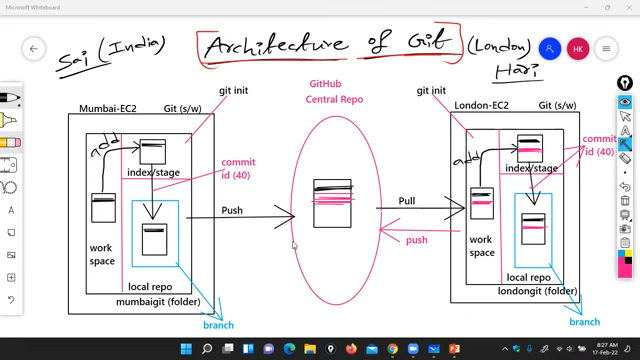 Microsoft Whiteboard
Sai (India)
Architecture of Git
(London)
Hari
HK
git init
GitHub
Central Repo
git init
Mumbai-EC2
Git (s/w)
London-EC2
Git (s/w)
add
index/stage
commit
id (40)
work
space
local repo
mumbaigit (folder)
branch
Push
Pull
push
add
index/stage
commit
id (40)
work
space
local repo
londongit (folder)
branch
8:27 AM
17-Feb-22